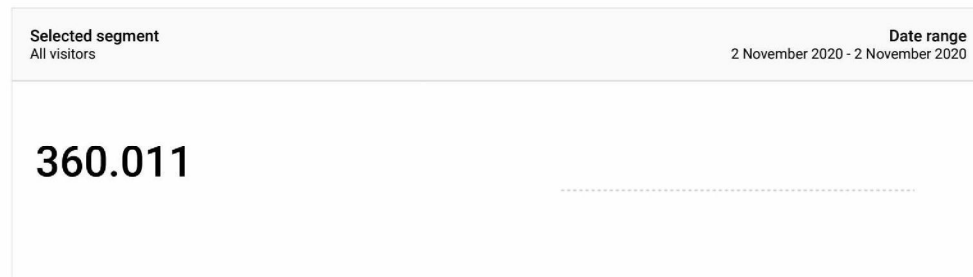 Selected segment
All visitors
Date range
2 November 2020 - 2 November 2020
360.011